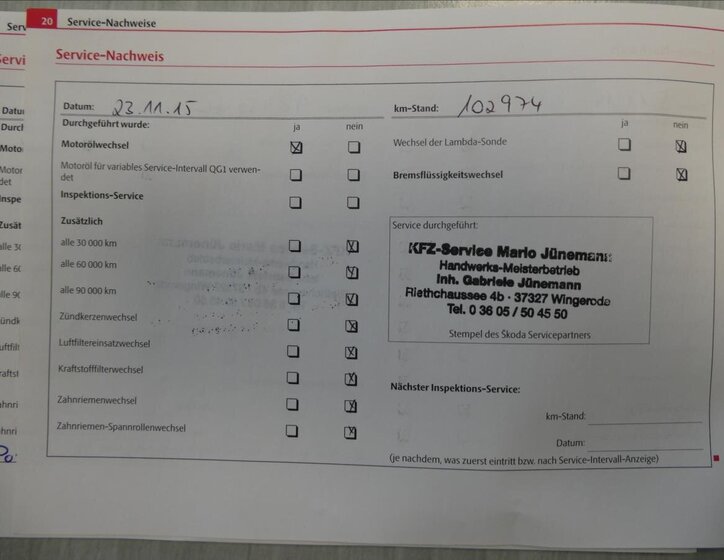 20 Service-Nachweise
Service-Nachweis
Datum: 23.11.15
km-Stand: 102974
Durchgeführt wurde: ja nein
ja nein
Motorölwechsel
Wechsel der Lambda-Sonde
Motoröl für variables Service-Intervall QG1 verwen-
det
Bremsflüssigkeitswechsel
Inspektions-Service
Zusätzlich
alle 30 000 km
alle 60 000 km
alle 90 000 km
Zündkerzenwechsel
Luftfiltereinsatzwechsel
Kraftstofffilterwechsel
Zahnriemenwechsel
Zahnriemen-Spannrollenwechsel
Service durchgeführt:
KFZ-Service Mario Jünemann
Handwerks-Meisterbetrieb
Inh. Gabriele Jünemann
Riethchaussee 4b · 37327 Wingerode
Tel. 0 36 05 / 50 45 50
Stempel des Škoda Servicepartners
Nächster Inspektions-Service:
km-Stand:
Datum:
(je nachdem, was zuerst eintritt bzw. nach Service-Intervall-Anzeige)